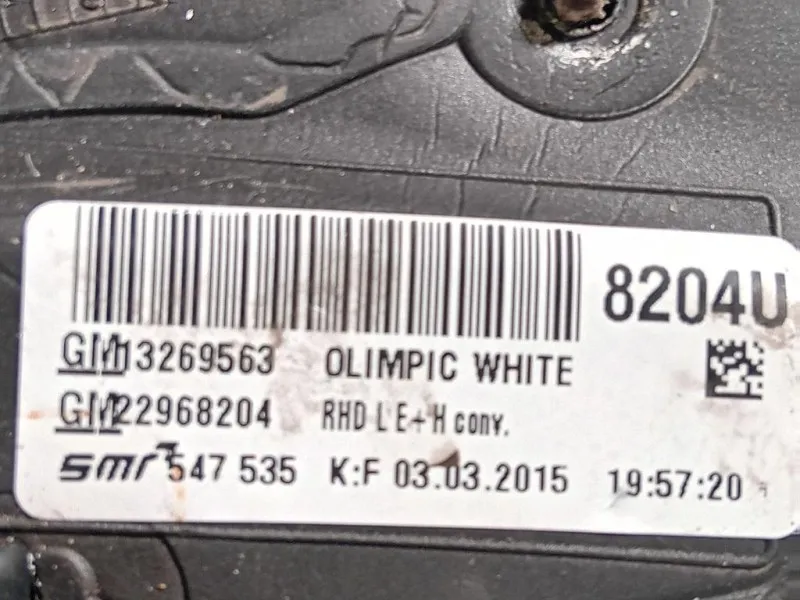 8204U
GM 13269563 OLIMPIC WHITE
GM 22968204 RHD L E+H conv.
smr 547 535 K:F 03.03.2015 19:57:20